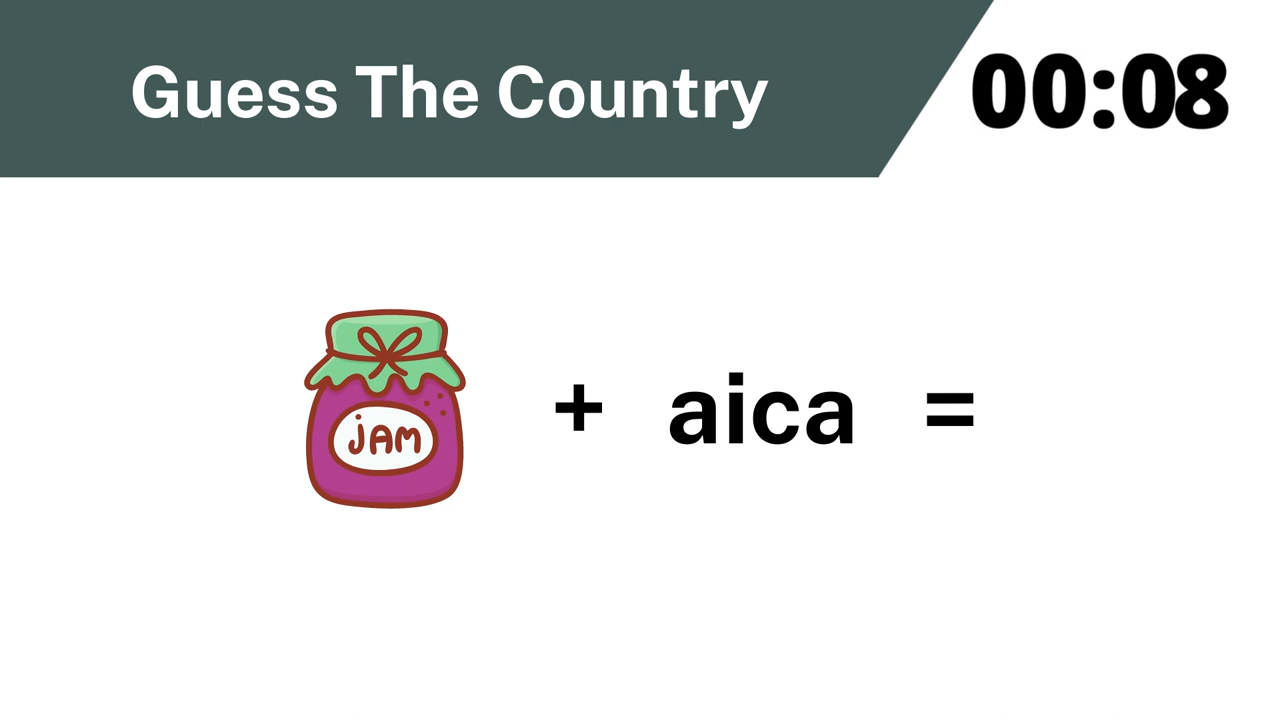 Guess The Country
00:08
JAM
+ aica =